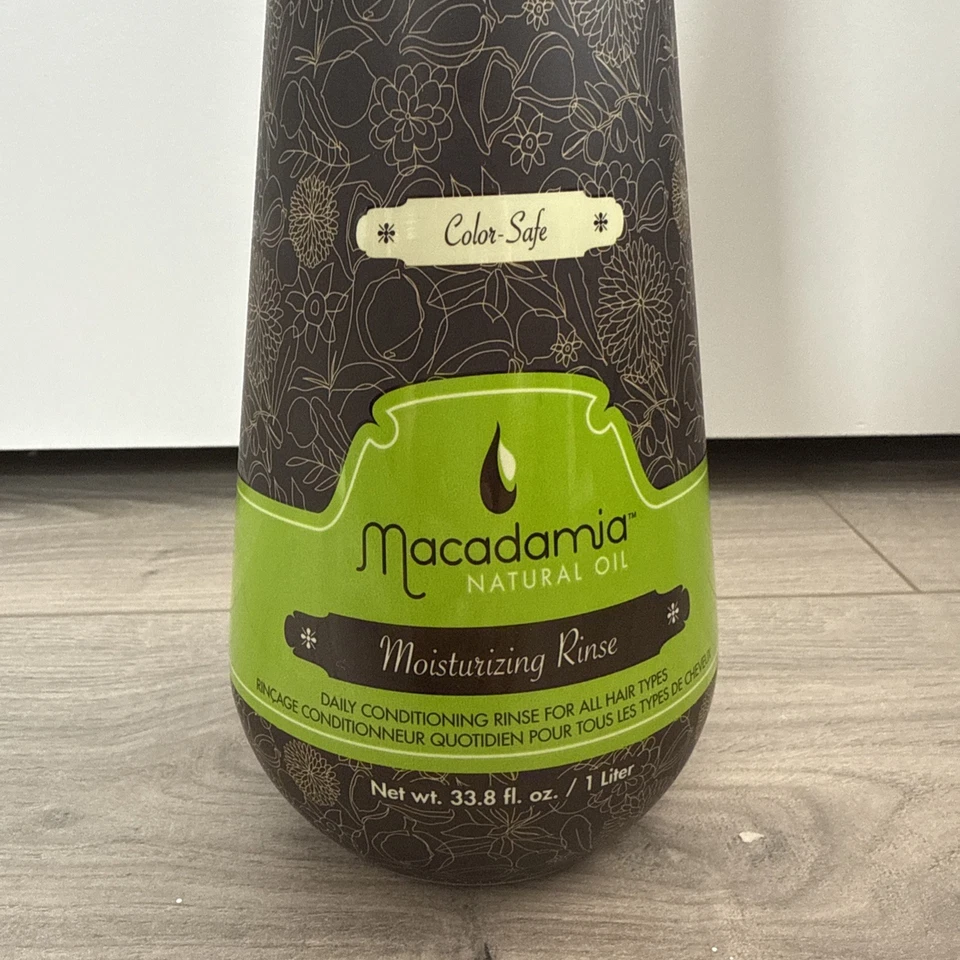 Color-Safe
Macadamia™
NATURAL OIL
Moisturizing Rinse
DAILY CONDITIONING RINSE FOR ALL HAIR TYPES
RINÇAGE CONDITIONNEUR QUOTIDIEN POUR TOUS LES TYPES DE CHEVEUX
Net wt. 33.8 fl. oz. / 1 Liter